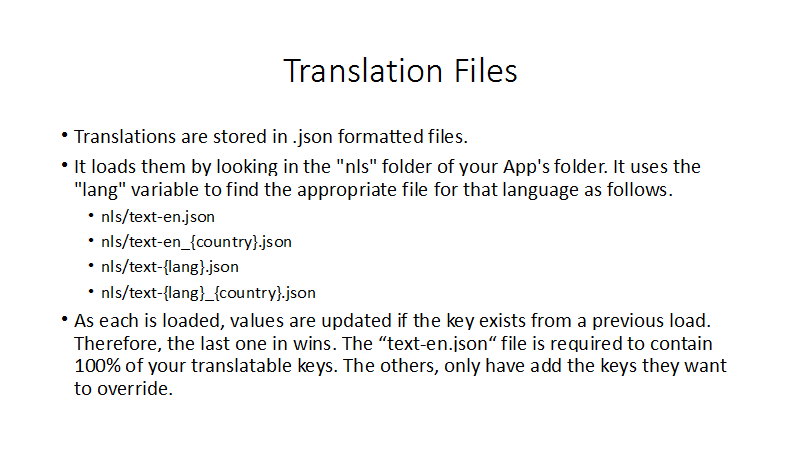 Translation Files
• Translations are stored in .json formatted files.
• It loads them by looking in the "nls" folder of your App's folder. It uses the
"lang" variable to find the appropriate file for that language as follows.
• nls/text-en.json
• nls/text-en_{country}.json
• nls/text-{lang}.json
• nls/text-{lang}_{country}.json
• As each is loaded, values are updated if the key exists from a previous load.
Therefore, the last one in wins. The “text-en.json“ file is required to contain
100% of your translatable keys. The others, only have add the keys they want
to override.